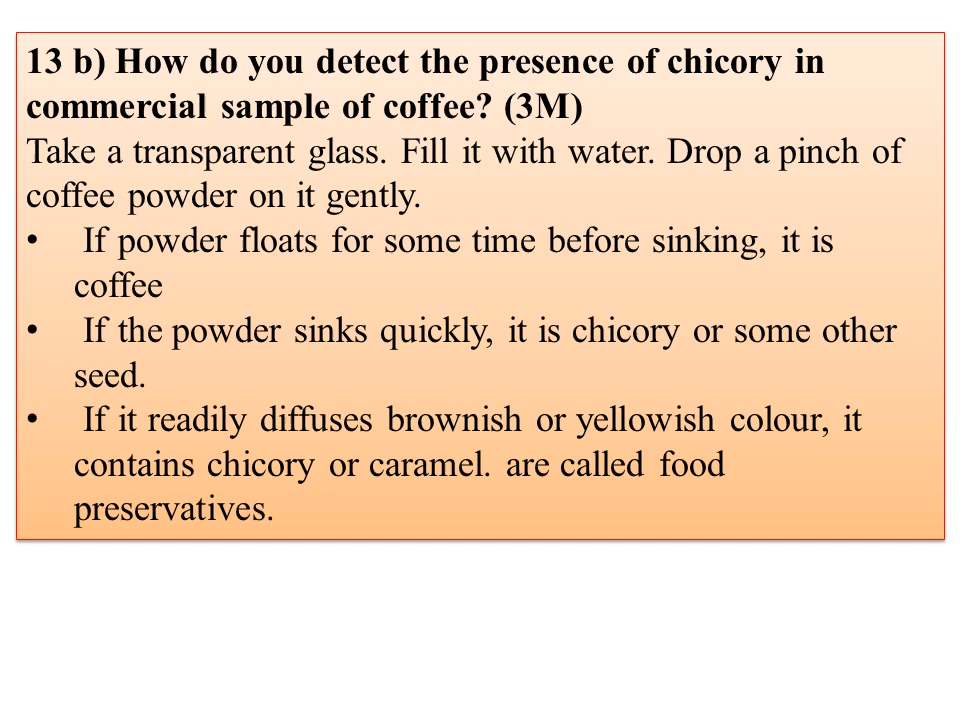 13 b) How do you detect the presence of chicory in
commercial sample of coffee? (3M)
Take a transparent glass. Fill it with water. Drop a pinch of
coffee powder on it gently.
• If powder floats for some time before sinking, it is
coffee
• If the powder sinks quickly, it is chicory or some other
seed.
• If it readily diffuses brownish or yellowish colour, it
contains chicory or caramel. are called food
preservatives.